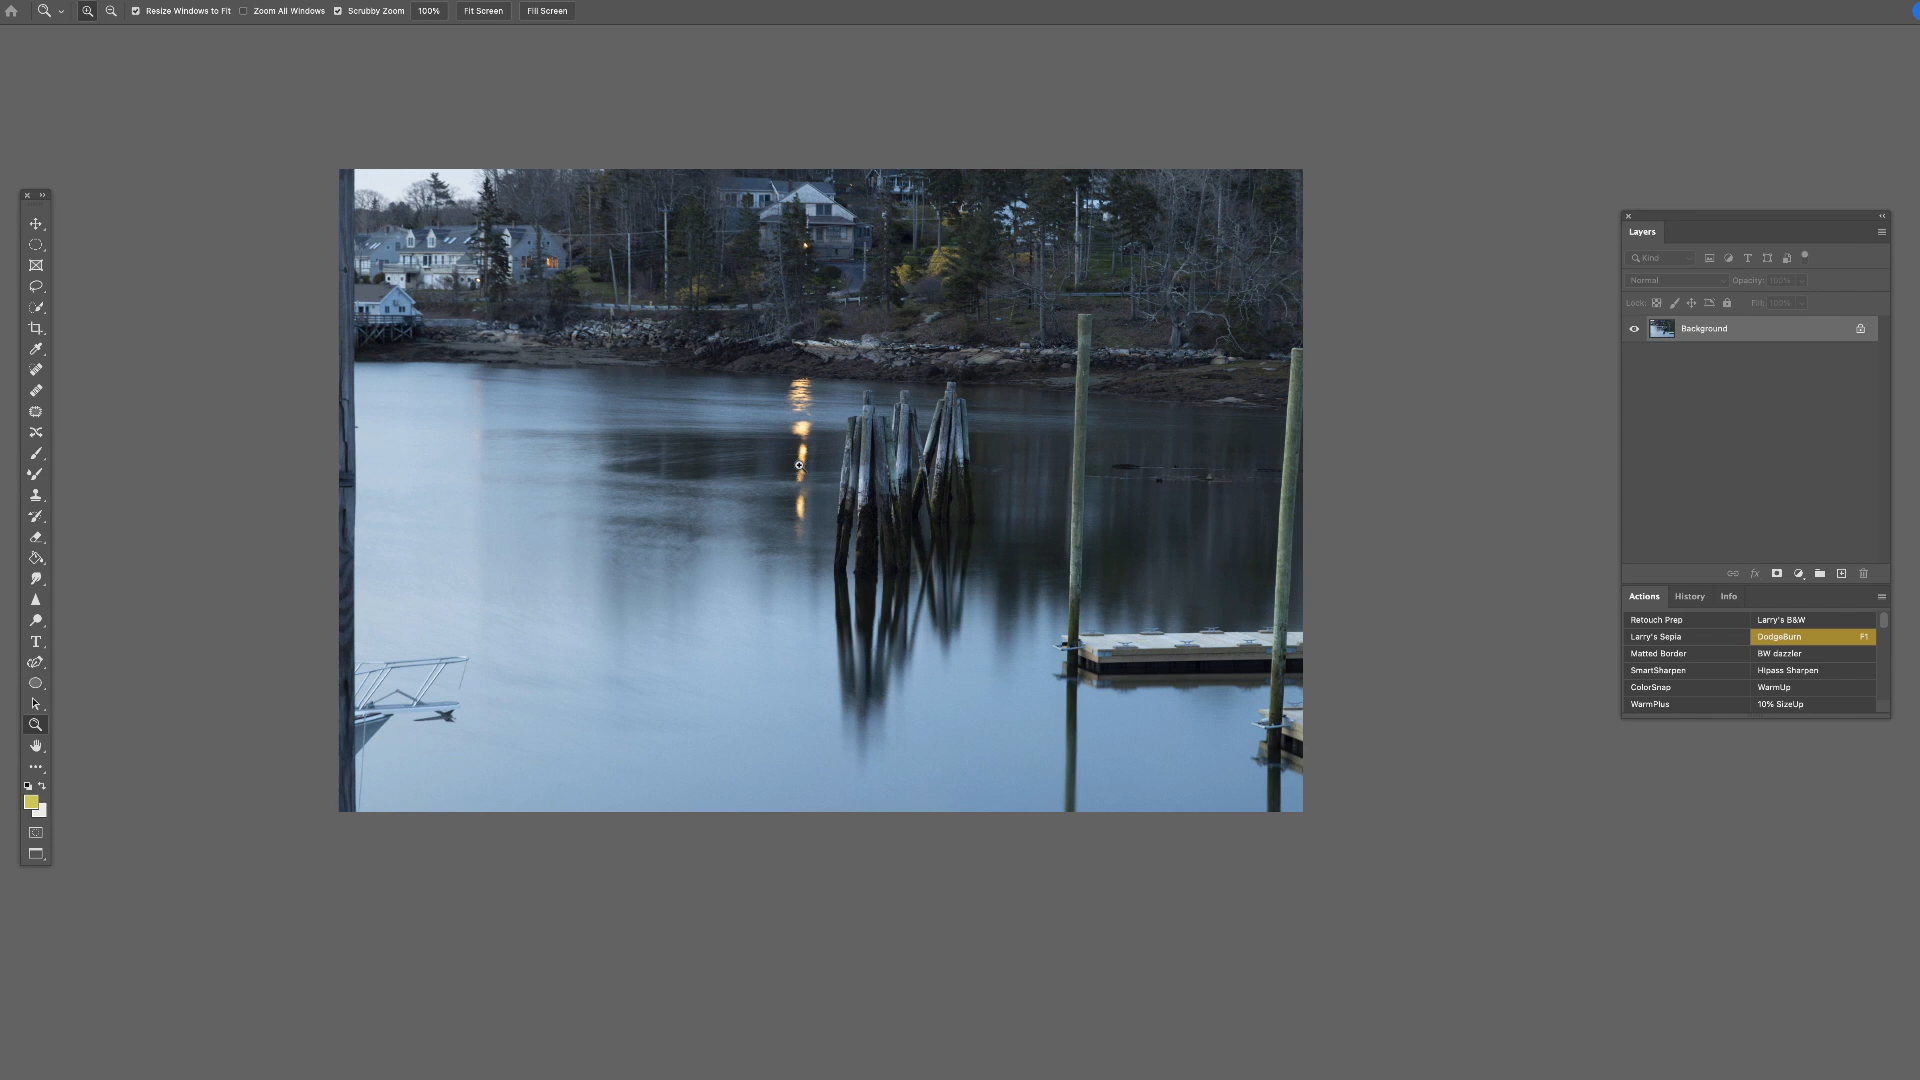 Resize Windows to Fit Zoom All Windows Scrubby Zoom 100% Fit Screen Fill Screen
Layers
Kind
Normal Opacity: 100%
Lock: Fill: 100%
Background
Actions History Info
Retouch Prep Larry's B&W
Larry's Sepia DodgeBurn F1
Matted Border BW dazzler
SmartSharpen Hipass Sharpen
ColorSnap WarmUp
WarmPlus 10% SizeUp